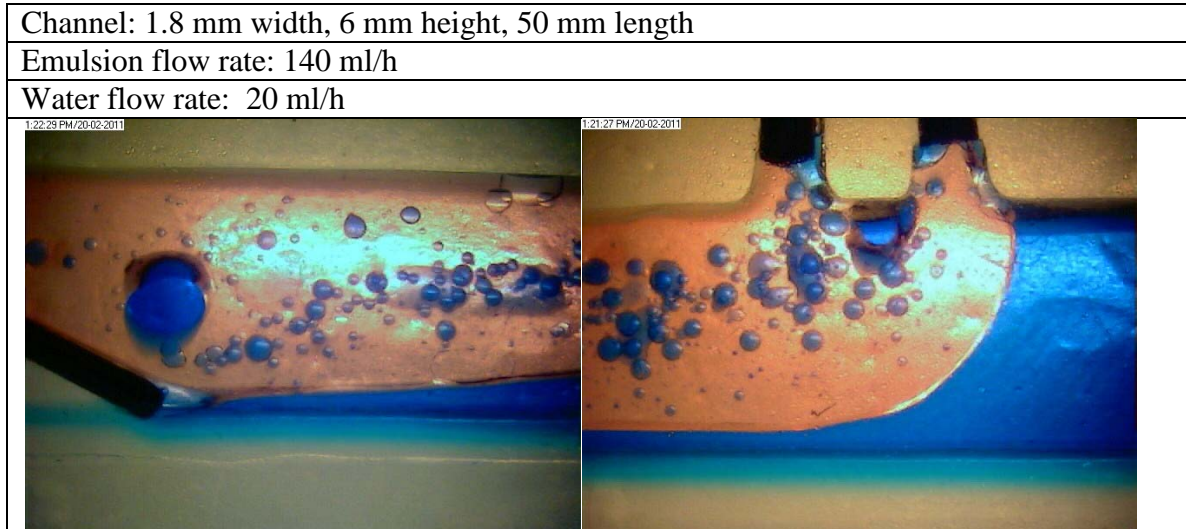 Channel: 1.8 mm width, 6 mm height, 50 mm length
Emulsion flow rate: 140 ml/h
Water flow rate:  20 ml/h
1:22:29 PM/20-02-2011
1:21:27 PM/20-02-2011